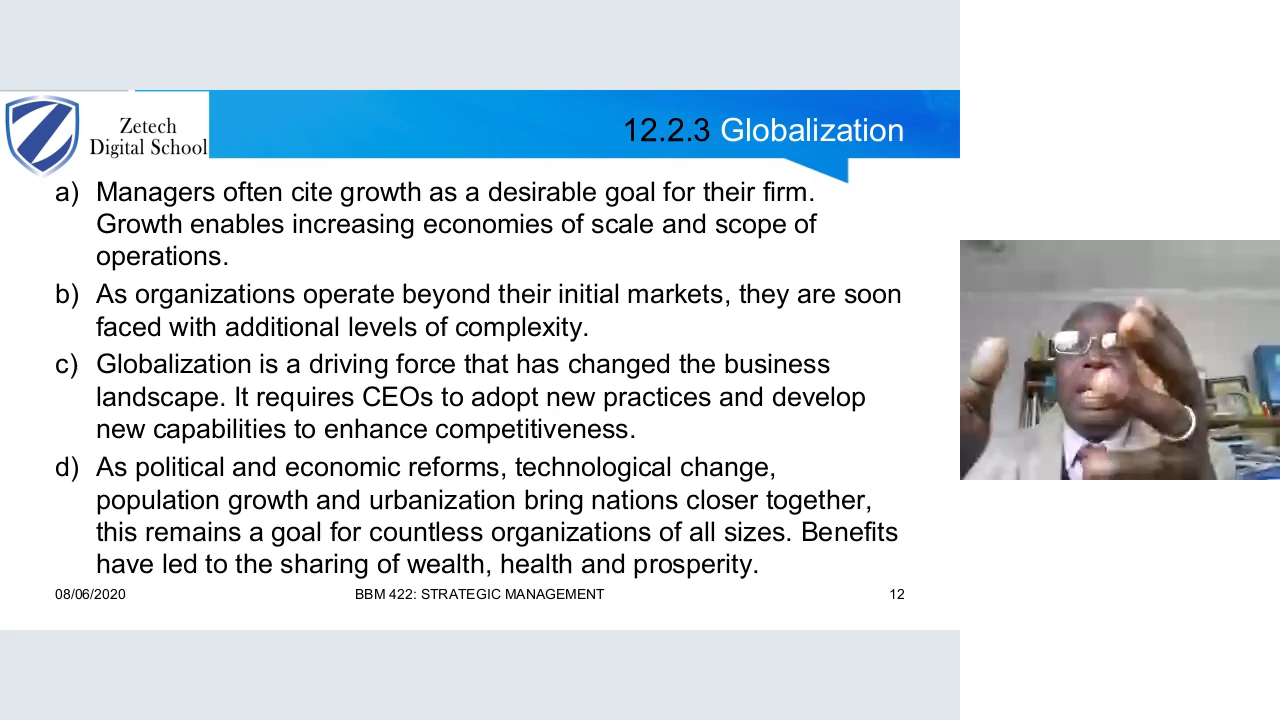 Zetech
Digital School
12.2.3 Globalization
a) Managers often cite growth as a desirable goal for their firm.
Growth enables increasing economies of scale and scope of
operations.
b) As organizations operate beyond their initial markets, they are soon
faced with additional levels of complexity.
c) Globalization is a driving force that has changed the business
landscape. It requires CEOs to adopt new practices and develop
new capabilities to enhance competitiveness.
d) As political and economic reforms, technological change,
population growth and urbanization bring nations closer together,
this remains a goal for countless organizations of all sizes. Benefits
have led to the sharing of wealth, health and prosperity.
08/06/2020 BBM 422: STRATEGIC MANAGEMENT 12